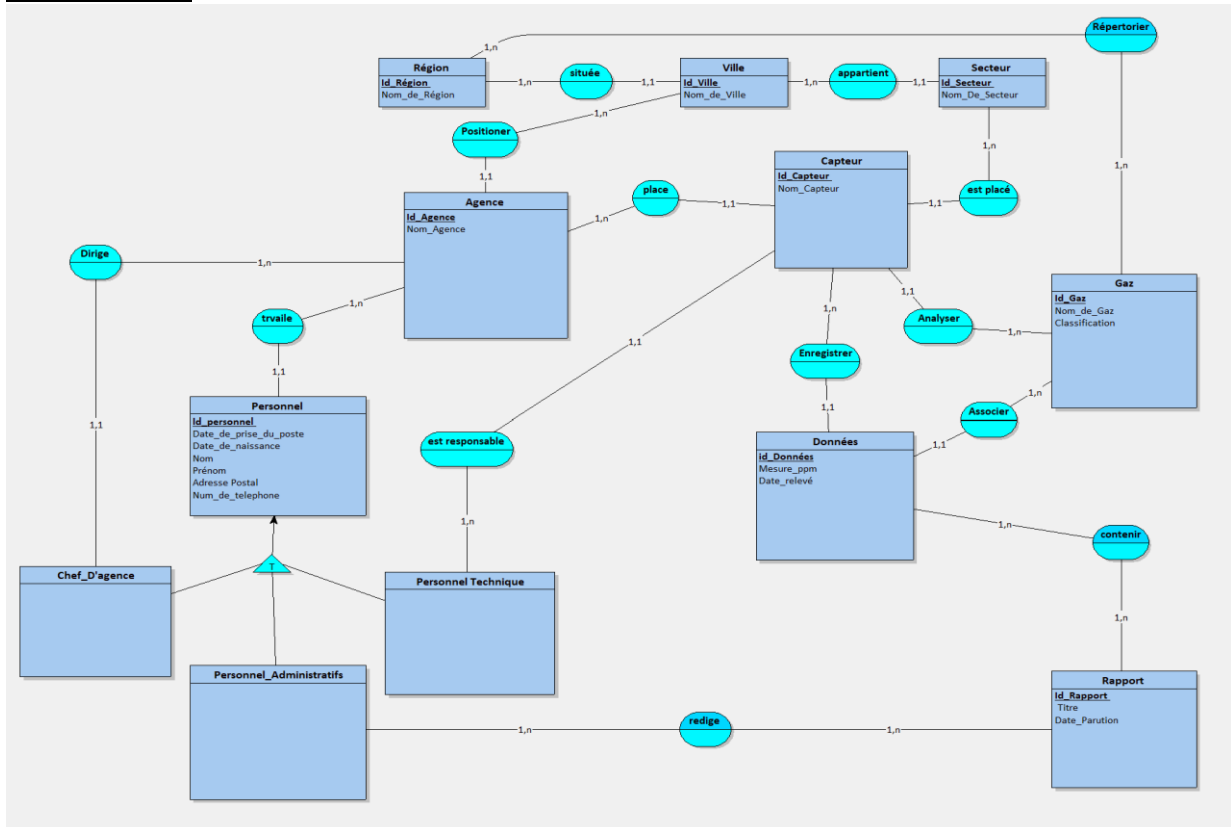 Répertorier
1,n
Région
Id_Région
Nom_de_Région
1,n
située
1,1
Ville
Id_Ville
Nom_de_Ville
1,n
appartient
1,1
Secteur
Id_Secteur
Nom_De_Secteur
1,n
Positioner
1,1
1,n
1,n
Capteur
Id_Capteur
Nom_Capteur
Agence
Id_Agence
Nom_Agence
1,n
place
1,1
1,1
est placé
Dirige
1,n
1,n
trvaile
1,1
1,1
1,1
1,n
Enregistrer
1,1
1,1
Analyser
1,n
Gaz
Id_Gaz
Nom_de_Gaz
Classification
1,n
Associer
1,1
Personnel
Id_personnel
Date_de_prise_du_poste
Date_de_naissance
Nom
Prénom
Adresse Postal
Num_de_telephone
est responsable
1,n
Données
id_Données
Mesure_ppm
Date_relevé
1,n
contenir
1,n
T
Chef_D'agence
Personnel Technique
Personnel_Administratifs
1,n
redige
1,n
Rapport
Id_Rapport
Titre
Date_Parution